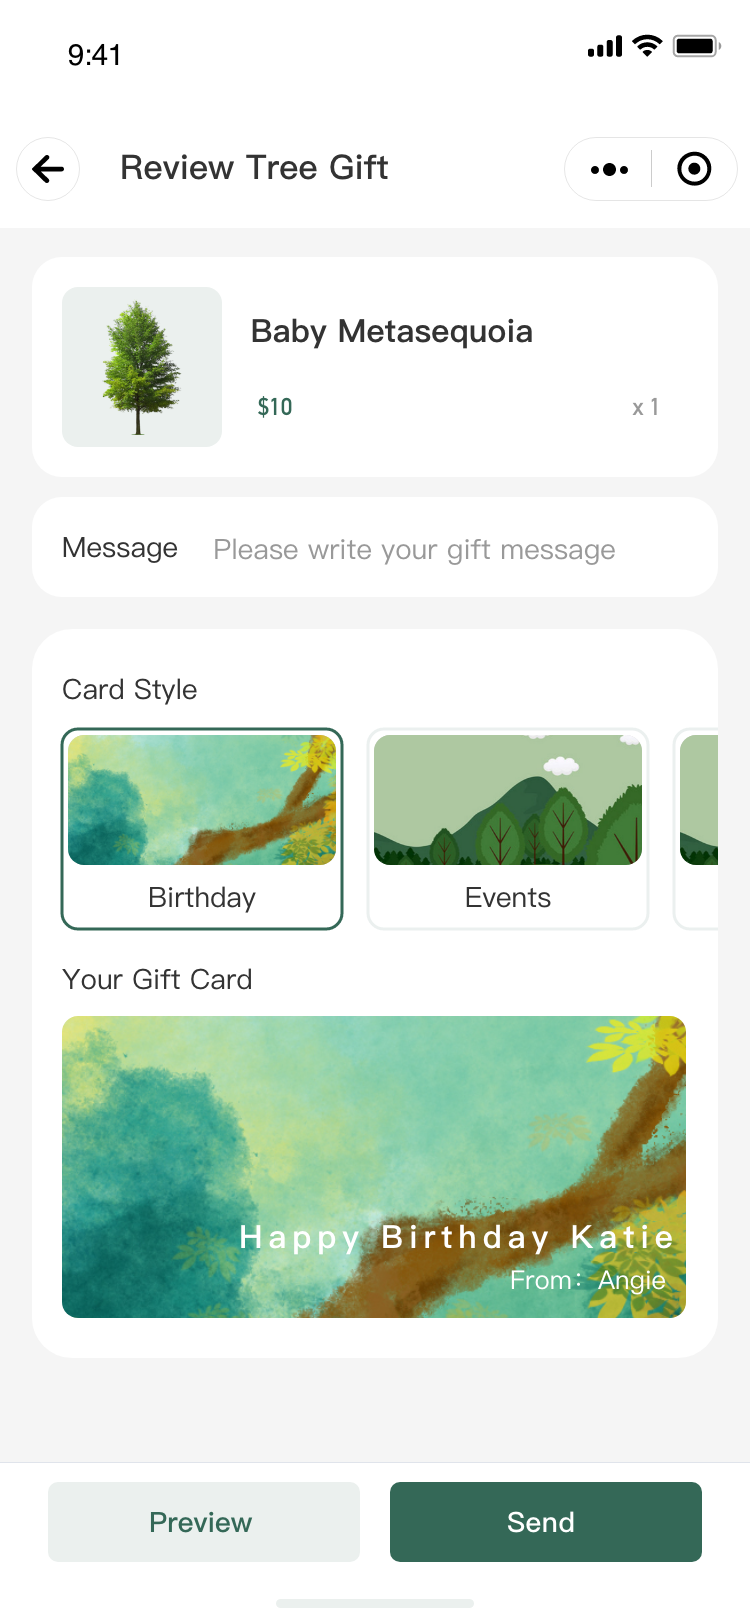 9:41
Review Tree Gift
Baby Metasequoia
$10
x 1
Message
Please write your gift message
Card Style
Birthday
Events
Your Gift Card
Happy Birthday Katie
From：Angie
Preview
Send